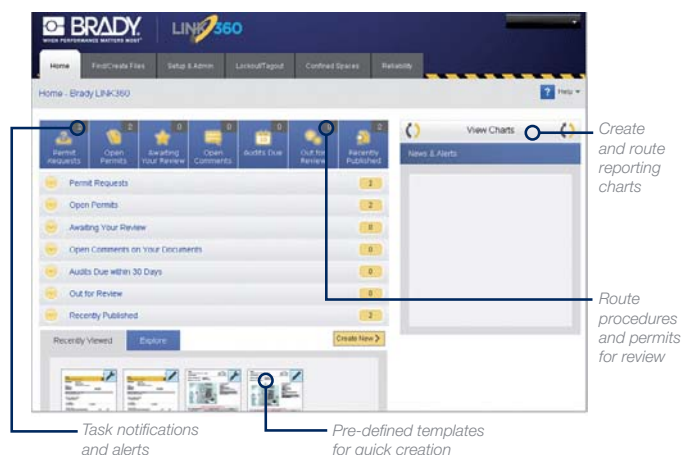 BRADY.
WHEN PERFORMANCE MATTERS MOST
LINK360
Home
Find/Create Files
Setup & Admin
Lockout/Tagout
Confined Spaces
Reliability
Home - Brady LINK360
? Help
2
0
0
0
2
Permit Requests
Open Permits
Awaiting Your Review
Open Comments
Audits Due
Out for Review
Recently Published
View Charts
News & Alerts
Permit Requests 2
Open Permits 2
Awaiting Your Review 0
Open Comments on Your Documents 0
Audits Due within 30 Days 0
Out for Review 0
Recently Published 2
Recently Viewed
Explore
Create New
Create
and route
reporting
charts
Route
procedures
and permits
for review
Task notifications
and alerts
Pre-defined templates
for quick creation